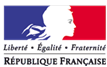 Liberté • Égalité • Fraternité
RÉPUBLIQUE FRANÇAISE